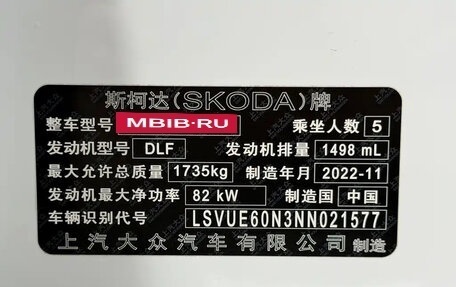 斯柯达(SKODA)牌
整车型号 MBIB·RU 乘坐人数 5
发动机型号 DLF 发动机排量 1498 mL
最大允许总质量 1735kg 制造年月 2022-11
发动机最大净功率 82 kW 制造国 中国
车辆识别代号 LSVUE60N3NN021577
上汽大众汽车有限公司 制造